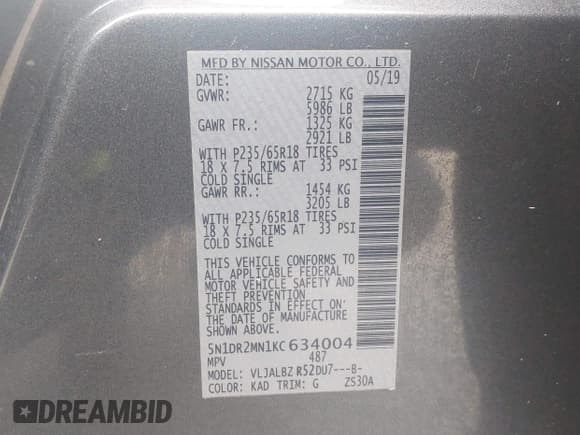 MFD BY NISSAN MOTOR CO., LTD.
DATE: 05/19
GVWR: 2715 KG
5986 LB
GAWR FR.: 1325 KG
2921 LB
WITH P235/65R18 TIRES
18 X 7.5 RIMS AT 33 PSI
COLD SINGLE
GAWR RR.: 1454 KG
3205 LB
WITH P235/65R18 TIRES
18 X 7.5 RIMS AT 33 PSI
COLD SINGLE
THIS VEHICLE CONFORMS TO
ALL APPLICABLE FEDERAL
MOTOR VEHICLE SAFETY AND
THEFT PREVENTION
STANDARDS IN EFFECT ON
THE DATE OF MANUFACTURE
SHOWN ABOVE.
5N1DR2MN1KC634004
MPV 487
MODEL: VLJALBZ R52DU7---B-
COLOR: KAD TRIM: G ZS30A
DREAMBID